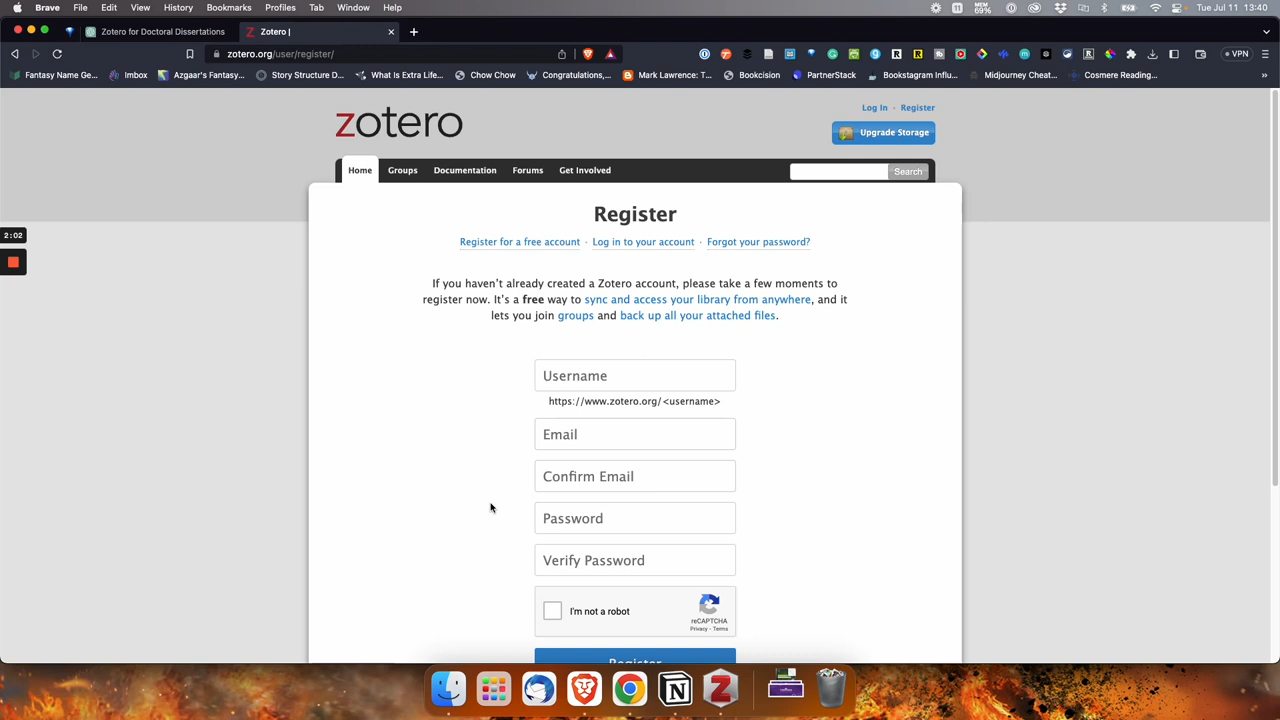 Brave File Edit View History Bookmarks Profiles Tab Window Help 11 69% Tue Jul 11 13:40
Zotero for Doctoral Dissertations Zotero |
zotero.org/user/register/ VPN
Fantasy Name Ge... Inbox Azgaar's Fantasy... Story Structure D... What Is Extra Life... Chow Chow Congratulations,... Mark Lawrence: T... Bookcision PartnerStack Bookstagram Influ... Midjourney Cheat... Cosmere Reading...
Log In · Register
zotero
Upgrade Storage
Home Groups Documentation Forums Get Involved Search
Register
2:02
Register for a free account · Log in to your account · Forgot your password?
If you haven't already created a Zotero account, please take a few moments to
register now. It's a free way to sync and access your library from anywhere, and it
lets you join groups and back up all your attached files.
Username
https://www.zotero.org/<username>
Email
Confirm Email
Password
Verify Password
I'm not a robot
reCAPTCHA
Privacy - Terms
Register